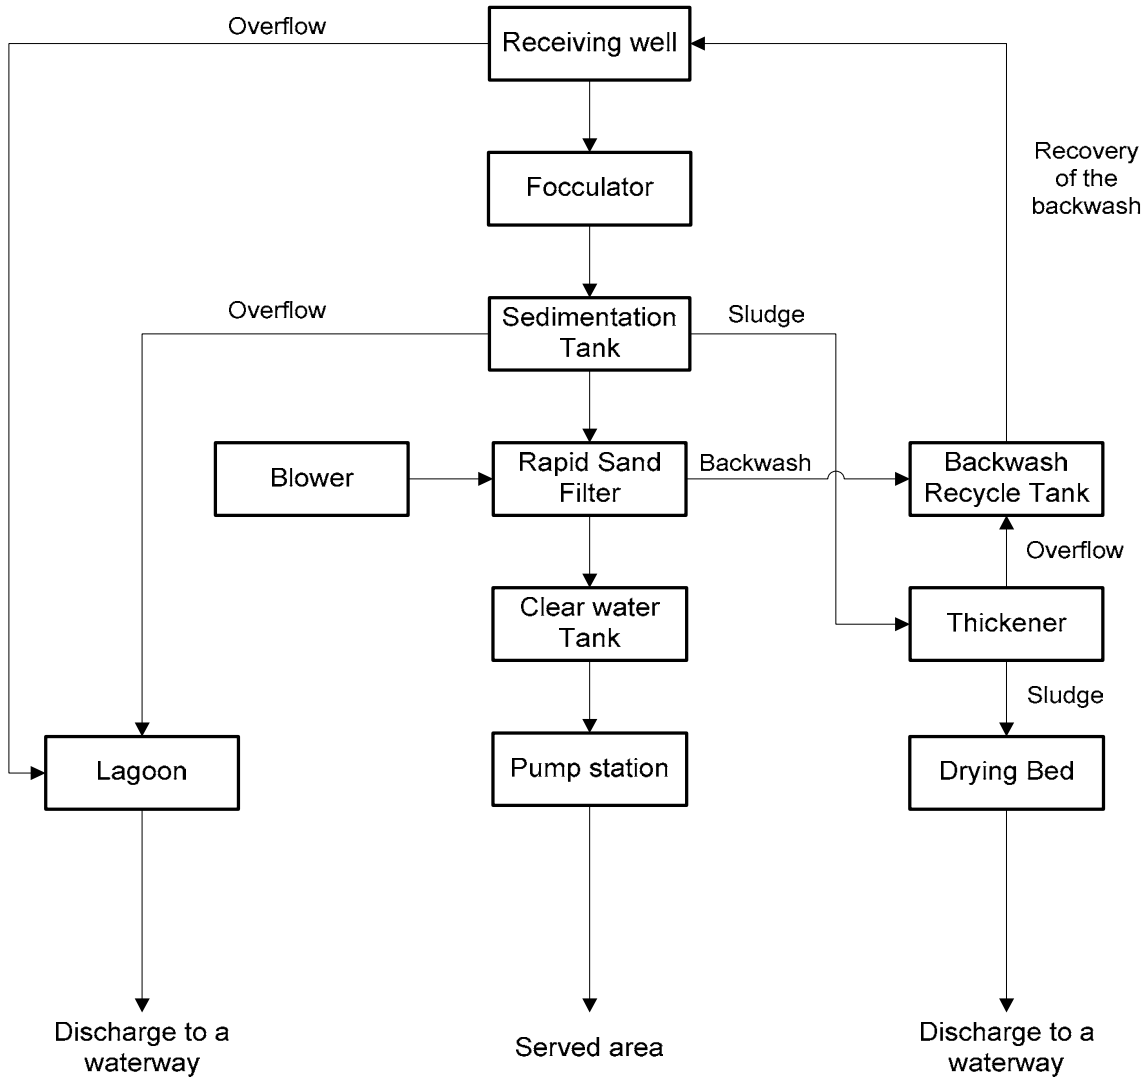 Overflow
Receiving well
Recovery
of the
backwash
Focculator
Overflow
Sedimentation
Tank
Sludge
Blower
Rapid Sand
Filter
Backwash
Backwash
Recycle Tank
Overflow
Clear water
Tank
Thickener
Sludge
Lagoon
Pump station
Drying Bed
Discharge to a
waterway
Served area
Discharge to a
waterway